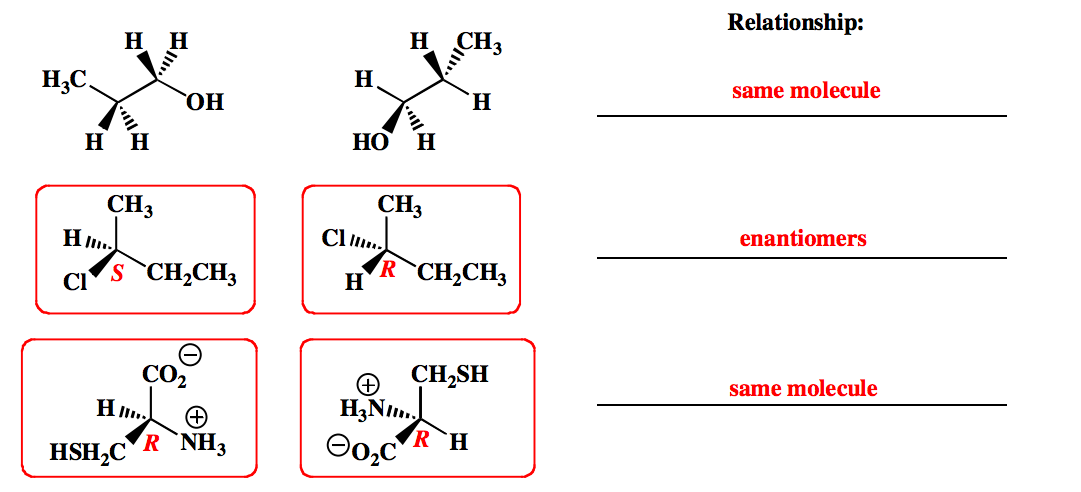 Relationship:
H H H CH₃
H₃C H
OH H same molecule
H H HO H
CH₃ CH₃
H Cl
Cl S CH₂CH₃ H R CH₂CH₃ enantiomers
CO₂⊖ CH₂SH
H ⊕ ⊕ H₃N same molecule
HSH₂C R NH₃ ⊖O₂C R H